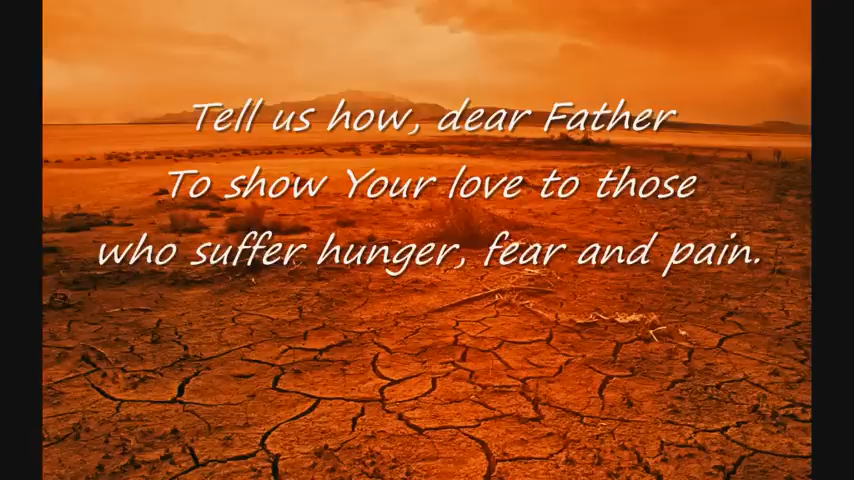 Tell us how, dear Father
To show Your love to those
who suffer hunger, fear and pain.